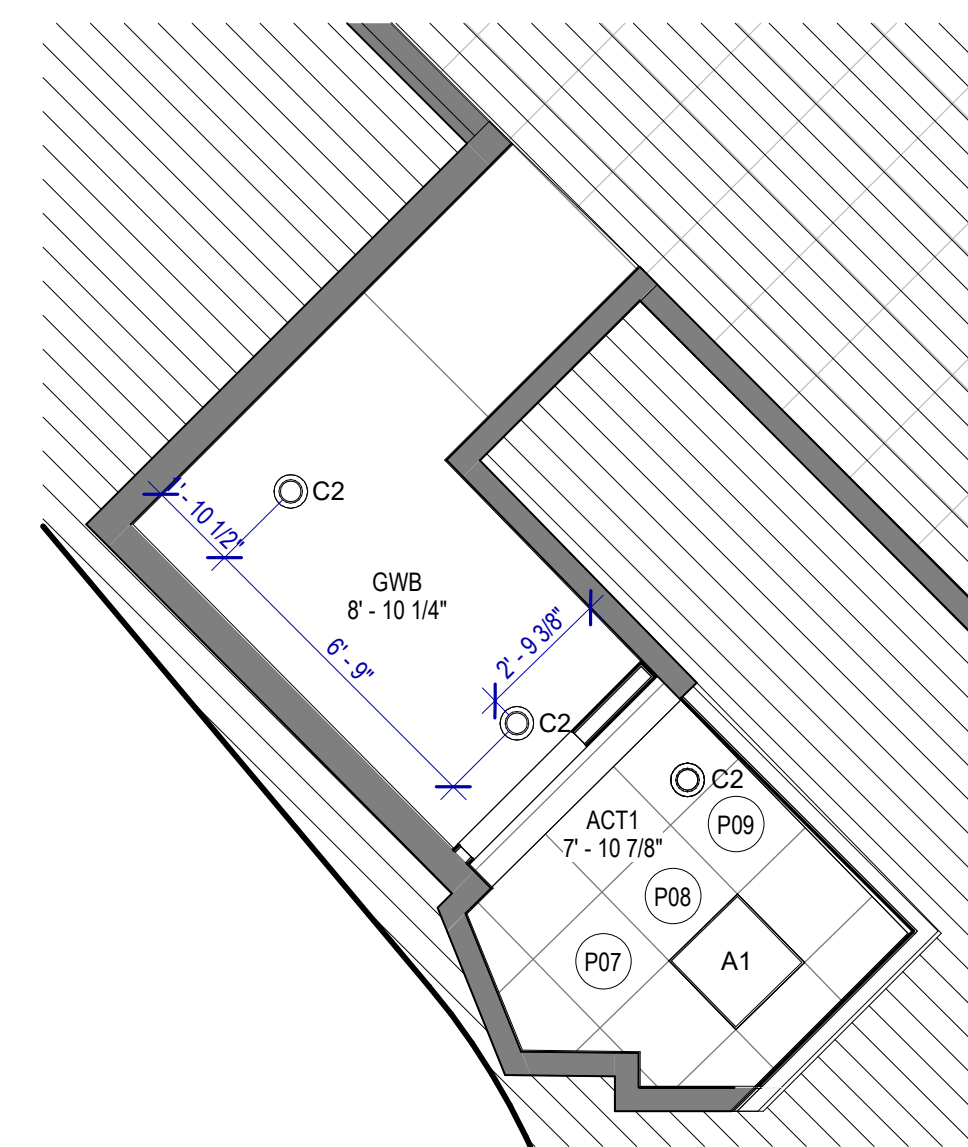 C2
' - 10 1/2"
GWB
8' - 10 1/4"
6' - 9"
2' - 9 3/8"
C2
C2
ACT1
7' - 10 7/8"
P09
P08
P07
A1